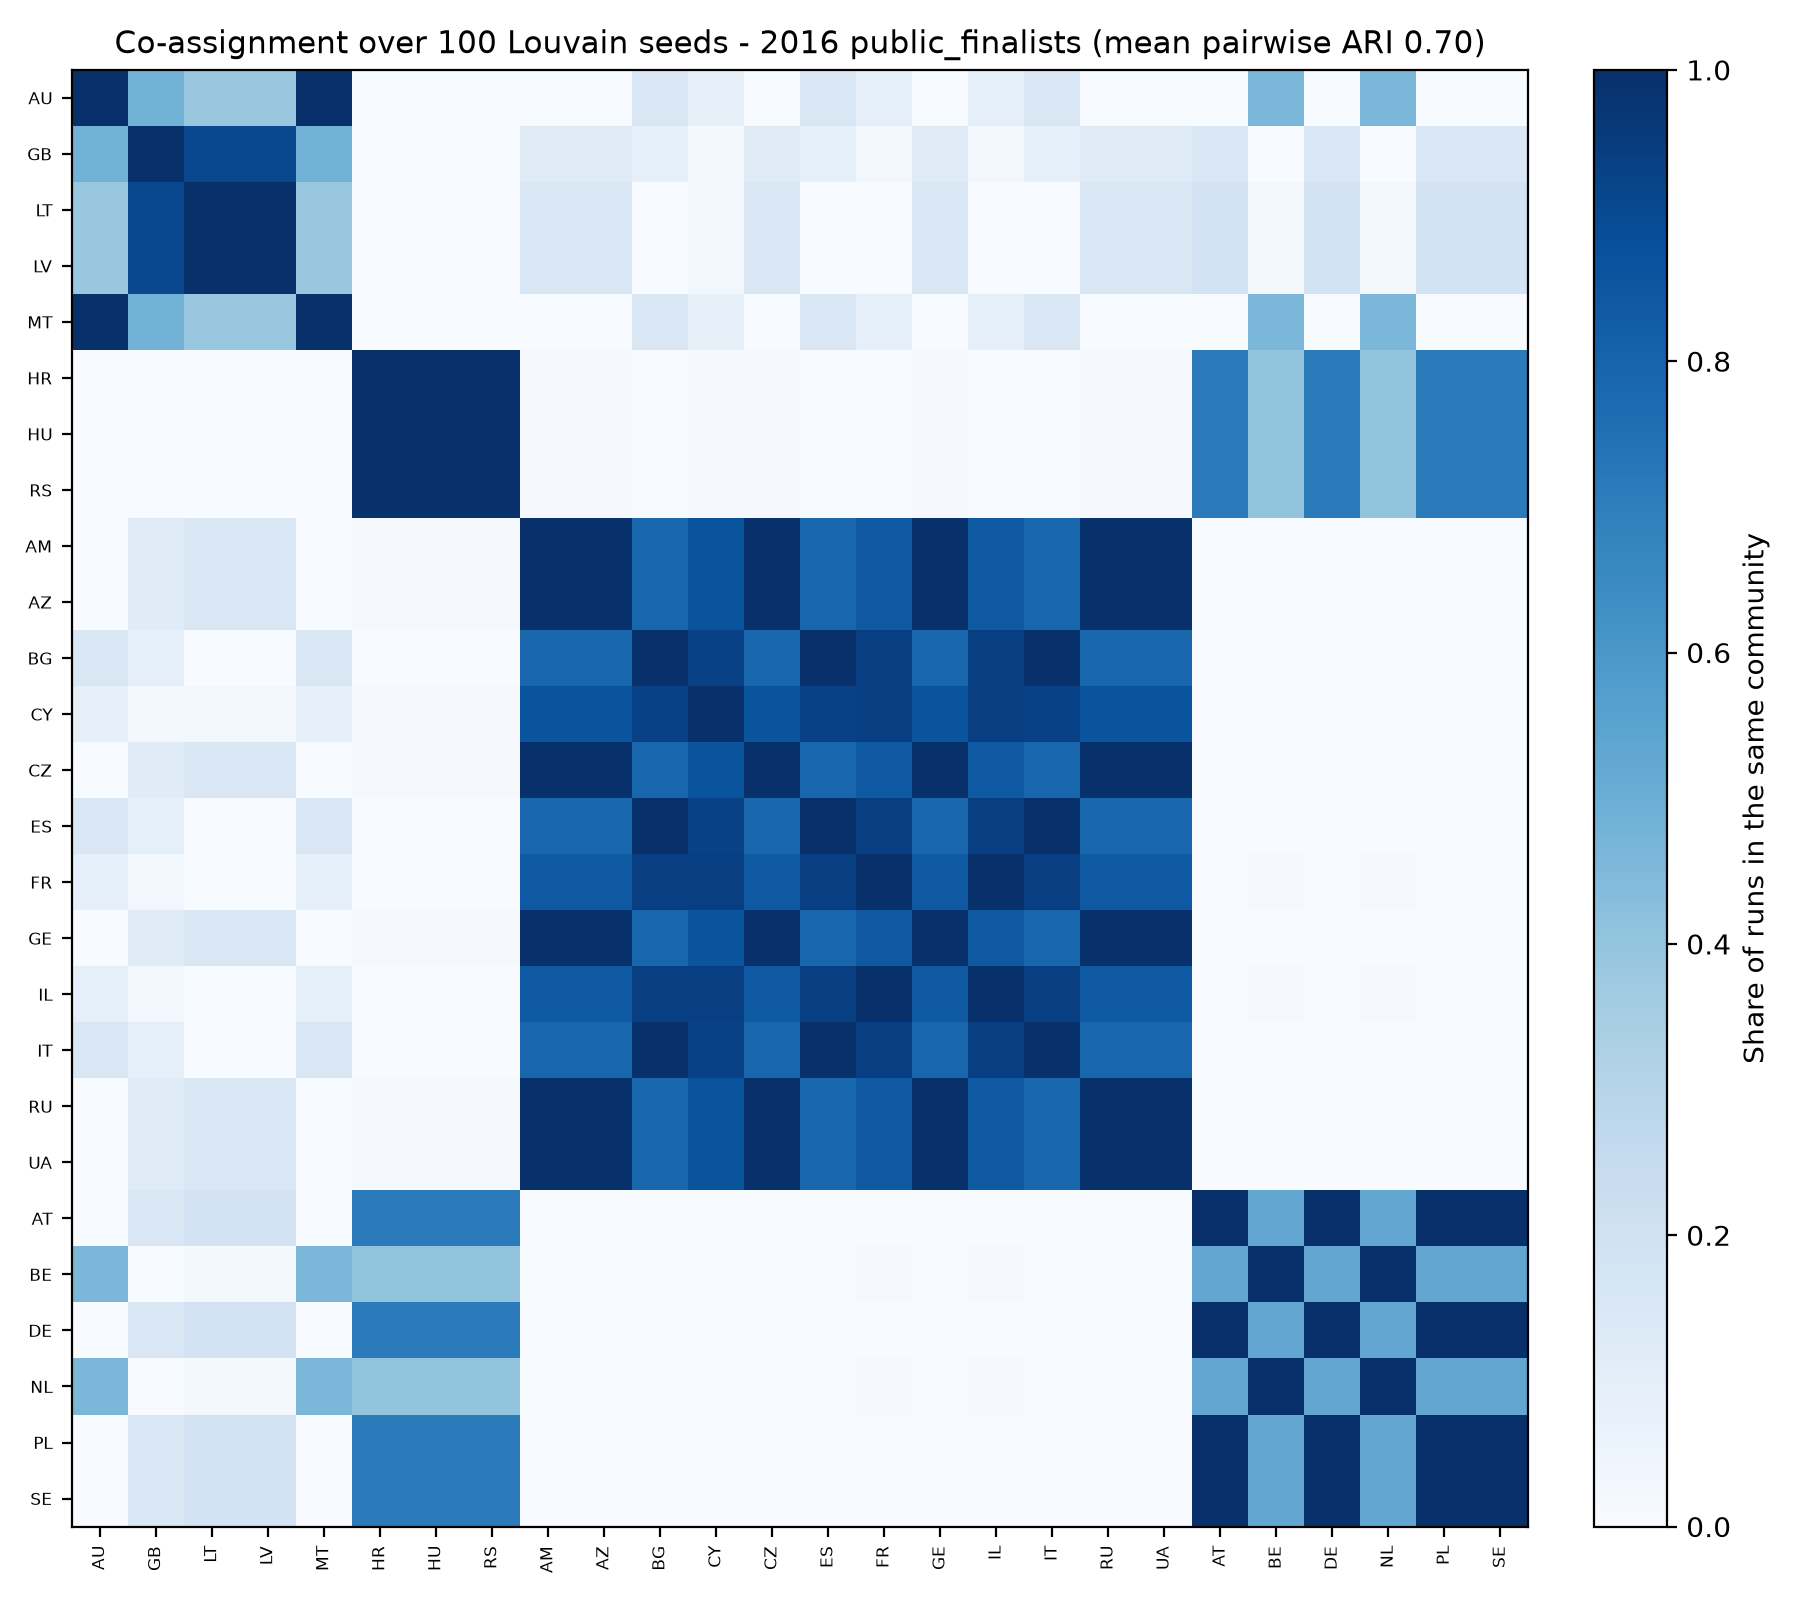 Co-assignment over 100 Louvain seeds - 2016 public_finalists (mean pairwise ARI 0.70)
AU
GB
LT
LV
MT
HR
HU
RS
AM
AZ
BG
CY
CZ
ES
FR
GE
IL
IT
RU
UA
AT
BE
DE
NL
PL
SE
AU GB LT LV MT HR HU RS AM AZ BG CY CZ ES FR GE IL IT RU UA AT BE DE NL PL SE
1.0
0.8
0.6
0.4
0.2
0.0
Share of runs in the same community